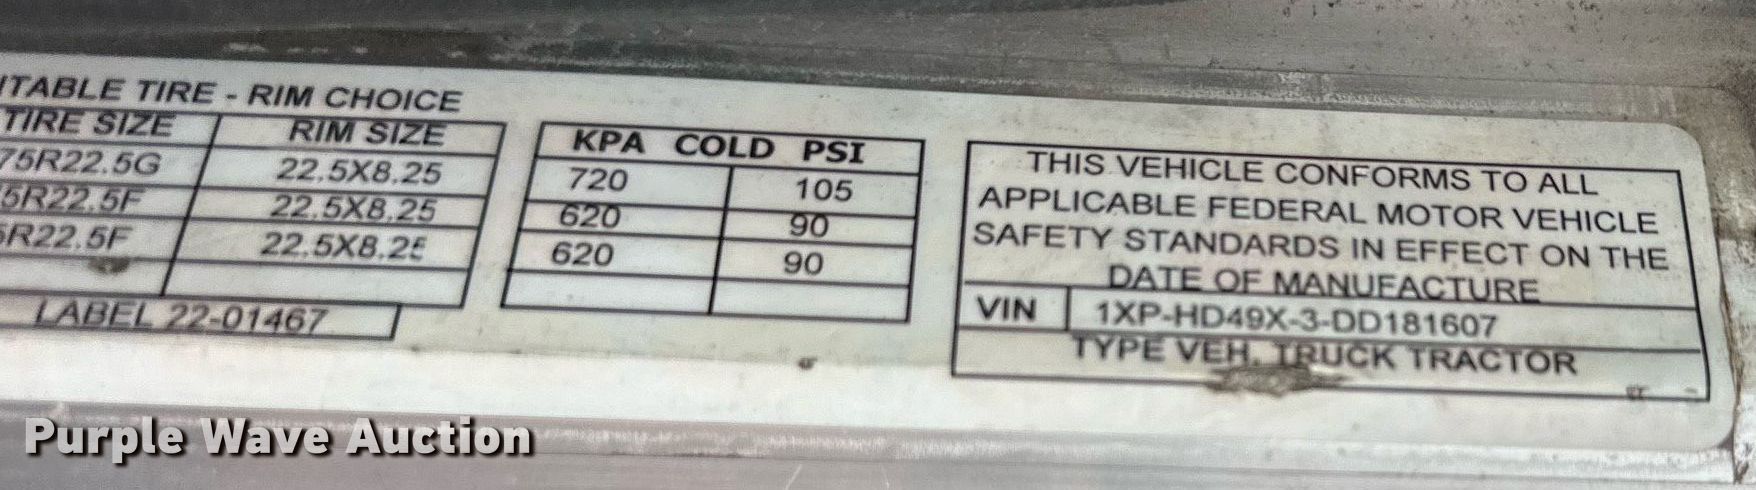 ITABLE TIRE - RIM CHOICE
TIRE SIZE RIM SIZE
75R22.5G 22.5X8.25
5R22.5F 22.5X8.25
5R22.5F 22.5X8.25
LABEL 22-01467
KPA COLD PSI
720 105
620 90
620 90
THIS VEHICLE CONFORMS TO ALL
APPLICABLE FEDERAL MOTOR VEHICLE
SAFETY STANDARDS IN EFFECT ON THE
DATE OF MANUFACTURE
VIN 1XP-HD49X-3-DD181607
TYPE VEH. TRUCK TRACTOR
Purple Wave Auction